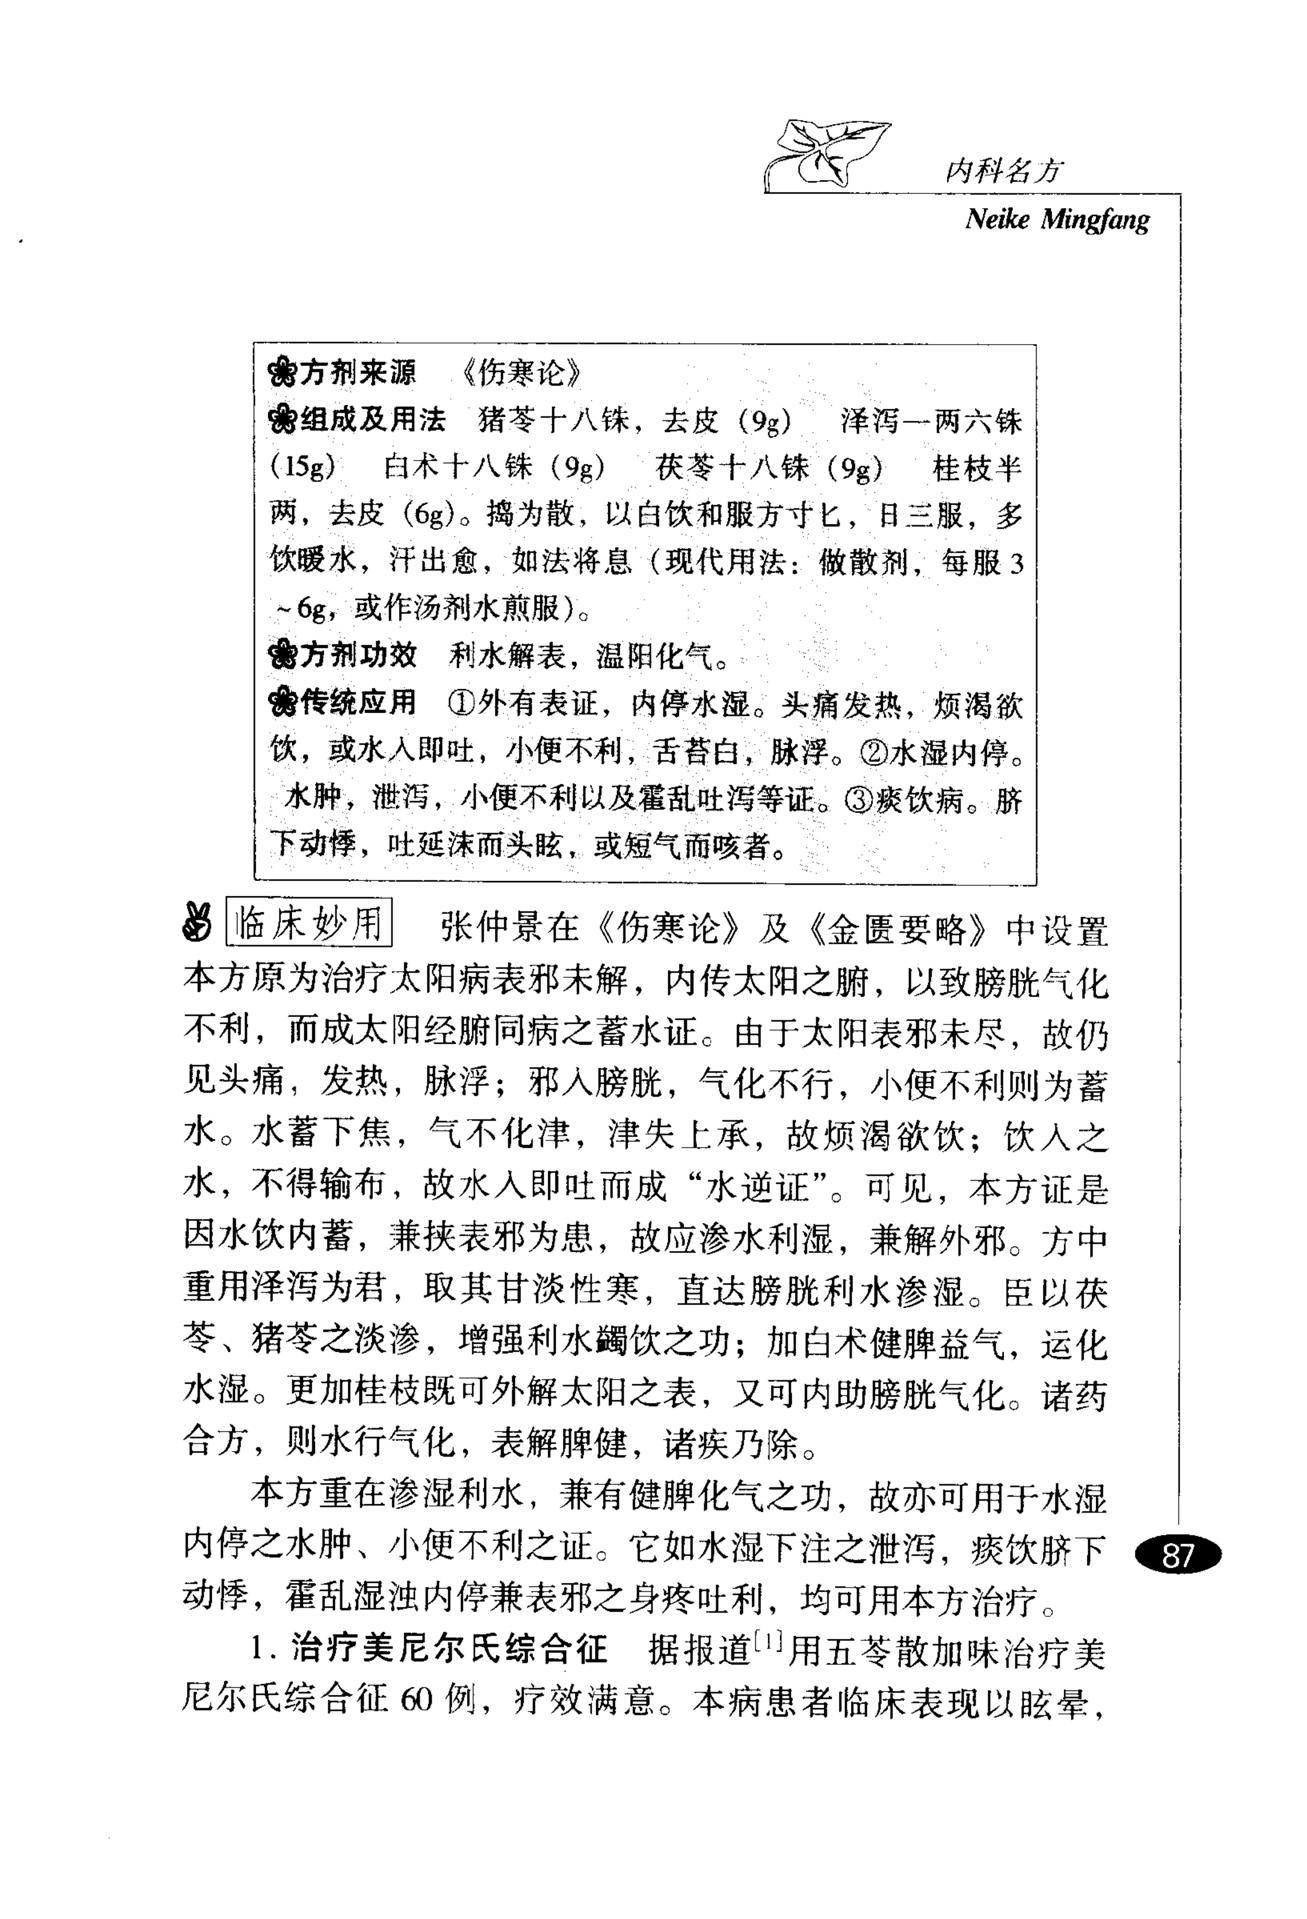 内科名方
Neike Mingfang
方剂来源 《伤寒论》
组成及用法 猪苓十八铢，去皮（9g） 泽泻一两六铢
（15g） 白术十八铢（9g） 茯苓十八铢（9g） 桂枝半
两，去皮（6g）。捣为散，以白饮和服方寸匕，日三服，多
饮暖水，汗出愈，如法将息（现代用法：做散剂，每服3
~6g，或作汤剂水煎服）。
方剂功效 利水解表，温阳化气。
传统应用 ①外有表证，内停水湿。头痛发热，烦渴欲
饮，或水入即吐，小便不利，舌苔白，脉浮。②水湿内停。
水肿，泄泻，小便不利以及霍乱吐泻等证。③痰饮病。脐
下动悸，吐延沫而头眩，或短气而咳者。
临床妙用 张仲景在《伤寒论》及《金匮要略》中设置
本方原为治疗太阳病表邪未解，内传太阳之腑，以致膀胱气化
不利，而成太阳经腑同病之蓄水证。由于太阳表邪未尽，故仍
见头痛，发热，脉浮；邪入膀胱，气化不行，小便不利则为蓄
水。水蓄下焦，气不化津，津失上承，故烦渴欲饮；饮入之
水，不得输布，故水入即吐而成“水逆证”。可见，本方证是
因水饮内蓄，兼挟表邪为患，故应渗水利湿，兼解外邪。方中
重用泽泻为君，取其甘淡性寒，直达膀胱利水渗湿。臣以茯
苓、猪苓之淡渗，增强利水蠲饮之功；加白术健脾益气，运化
水湿。更加桂枝既可外解太阳之表，又可内助膀胱气化。诸药
合方，则水行气化，表解脾健，诸疾乃除。
本方重在渗湿利水，兼有健脾化气之功，故亦可用于水湿
内停之水肿、小便不利之证。它如水湿下注之泄泻，痰饮脐下
动悸，霍乱湿浊内停兼表邪之身疼吐利，均可用本方治疗。
87
1. 治疗美尼尔氏综合征 据报道[1]用五苓散加味治疗美
尼尔氏综合征60例，疗效满意。本病患者临床表现以眩晕，